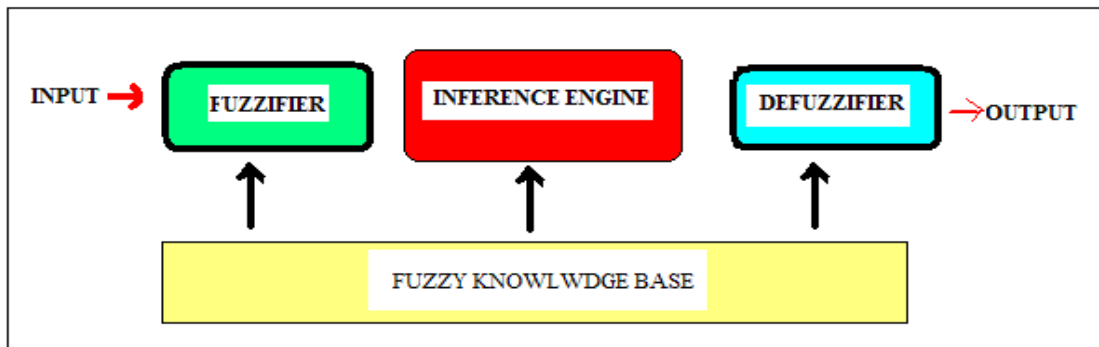 INPUT
FUZZIFIER
INFERENCE ENGINE
DEFUZZIFIER
OUTPUT
FUZZY KNOWLWDGE BASE